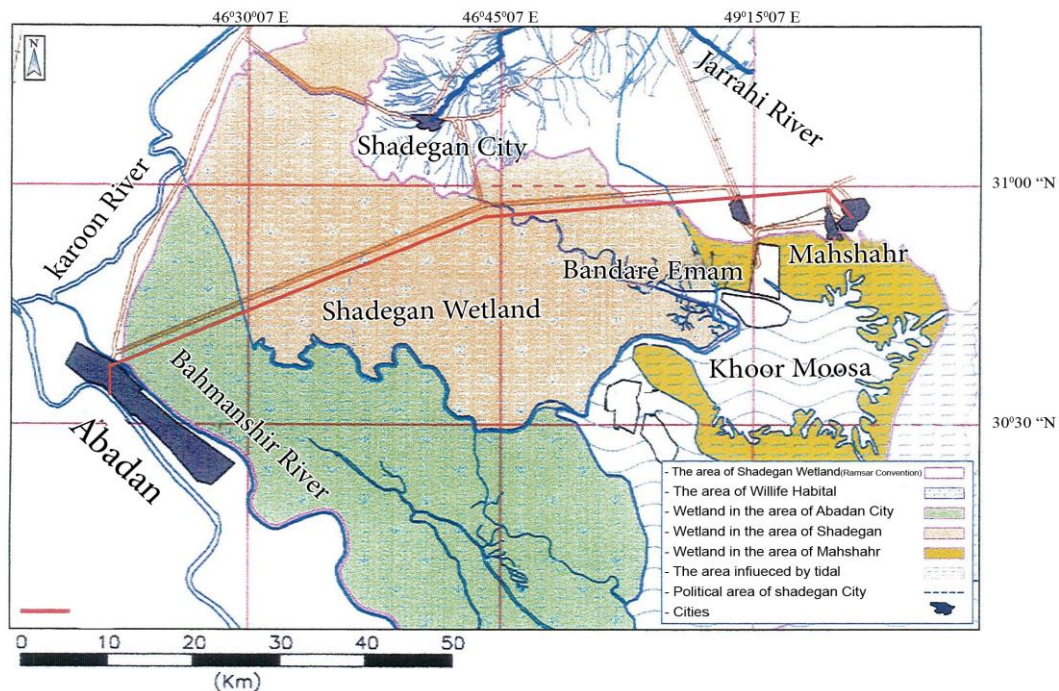 46°30°07 E
46°45°07 E
49°15°07 E
N
Jarrahi River
Shadegan City
karoon River
31°00 “N
Mahshahr
Bandare Emam
Shadegan Wetland
Khoor Moosa
Bahmanshir River
Abadan
30°30 “N
- The area of Shadegan Wetland(Ramsar Convention)
- The area of Willife Habital
- Wetland in the area of Abadan City
- Wetland in the area of Shadegan
- Wetland in the area of Mahshahr
- The area infiueced by tidal
- Political area of shadegan City
- Cities
0 10 20 30 40 50
(Km)